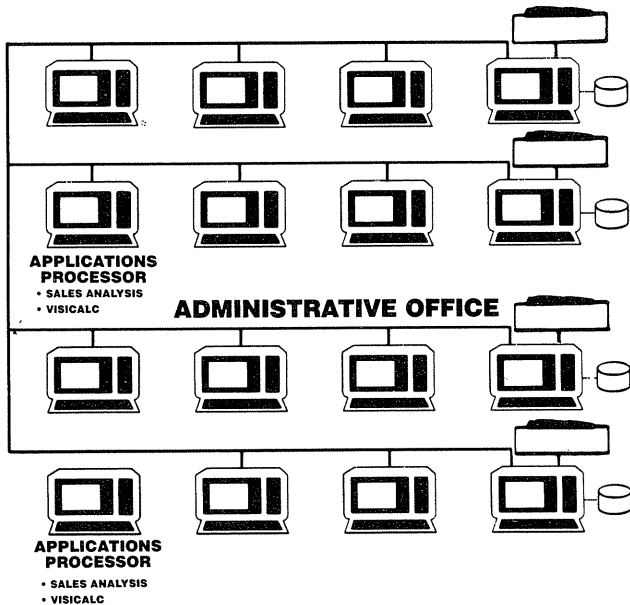 APPLICATIONS
PROCESSOR
• SALES ANALYSIS
• VISICALC
ADMINISTRATIVE OFFICE
APPLICATIONS
PROCESSOR
• SALES ANALYSIS
• VISICALC